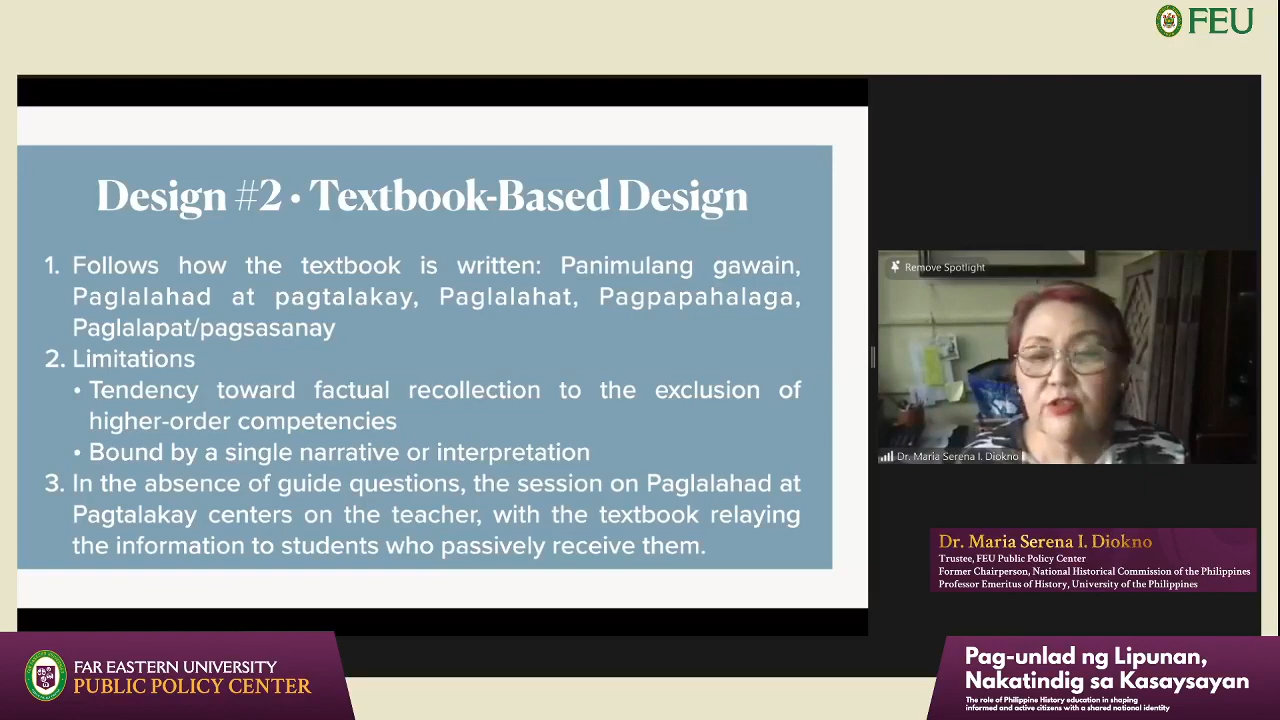 FEU
Design #2 • Textbook-Based Design
1. Follows how the textbook is written: Panimulang gawain,
Paglalahad at pagtalakay, Paglalahat, Pagpapahalaga,
Paglalapat/pagsasanay
2. Limitations
• Tendency toward factual recollection to the exclusion of
higher-order competencies
• Bound by a single narrative or interpretation
3. In the absence of guide questions, the session on Paglalahad at
Pagtalakay centers on the teacher, with the textbook relaying
the information to students who passively receive them.
Remove Spotlight
Dr. Maria Serena I. Diokno
Dr. Maria Serena I. Diokno
Trustee, FEU Public Policy Center
Former Chairperson, National Historical Commission of the Philippines
Professor Emeritus of History, University of the Philippines
FAR EASTERN UNIVERSITY
PUBLIC POLICY CENTER
Pag-unlad ng Lipunan,
Nakatindig sa Kasaysayan
The role of Philippine History education in shaping
informed and active citizens with a shared national identity